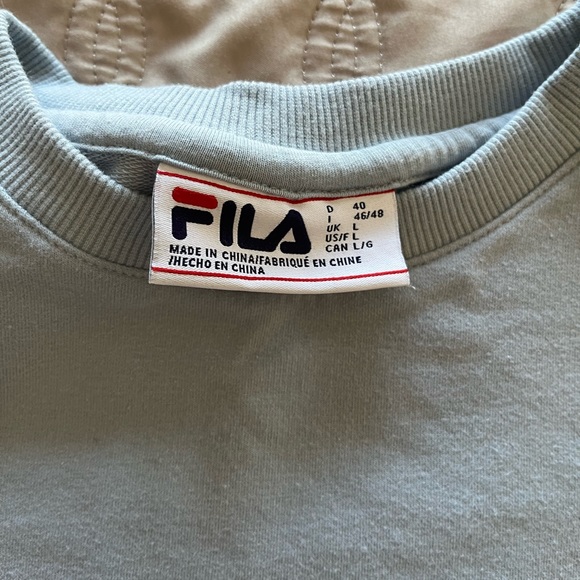 FILA
D 40
I 46/48
UK L
US/F L
CAN L/G
MADE IN CHINA/FABRIQUÉ EN CHINE
/HECHO EN CHINA